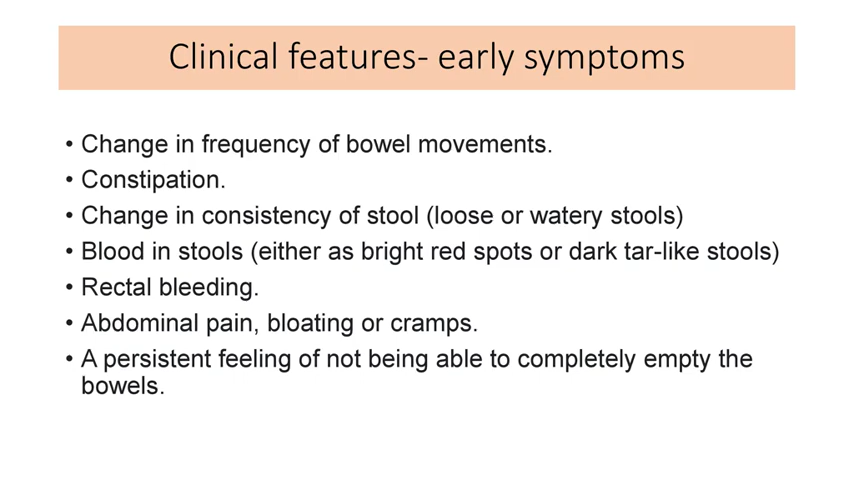 Clinical features- early symptoms
• Change in frequency of bowel movements.
• Constipation.
• Change in consistency of stool (loose or watery stools)
• Blood in stools (either as bright red spots or dark tar-like stools)
• Rectal bleeding.
• Abdominal pain, bloating or cramps.
• A persistent feeling of not being able to completely empty the
bowels.